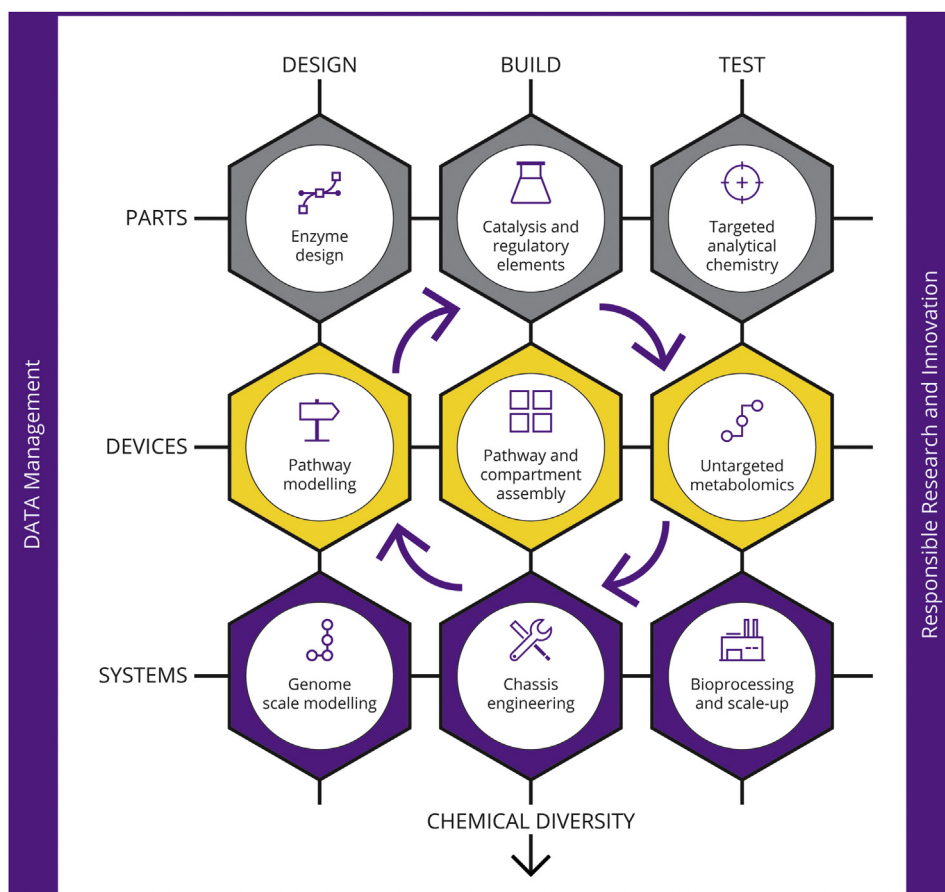 DESIGN
BUILD
TEST
PARTS
Enzyme
design
Catalysis and
regulatory
elements
Targeted
analytical
chemistry
DEVICES
Pathway
modelling
Pathway and
compartment
assembly
Untargeted
metabolomics
SYSTEMS
Genome
scale modelling
Chassis
engineering
Bioprocessing
and scale-up
CHEMICAL DIVERSITY
DATA Management
Responsible Research and Innovation